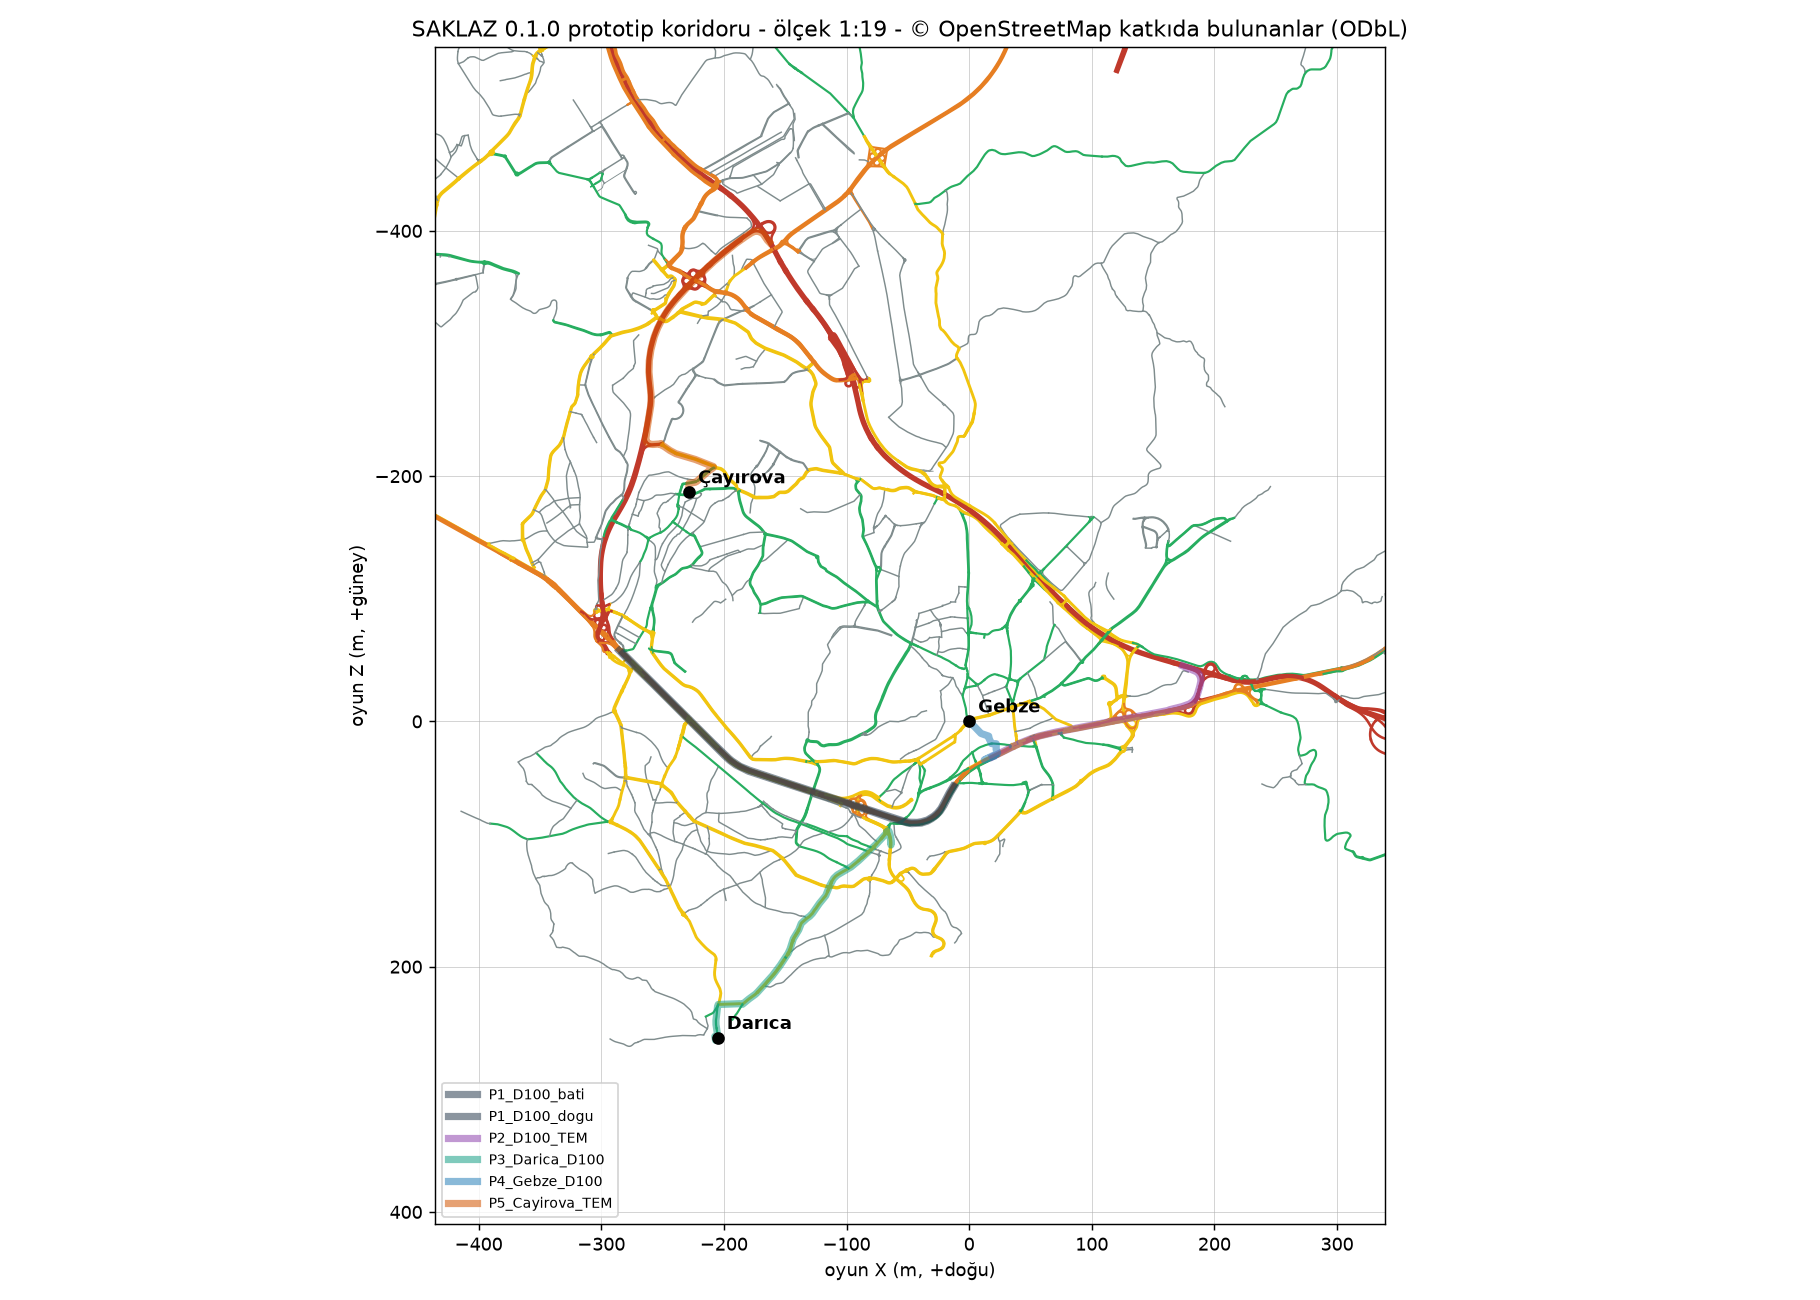 SAKLAZ 0.1.0 prototip koridoru - ölçek 1:19 - © OpenStreetMap katkıda bulunanlar (ODbL)
−400
−200
0
200
400
oyun Z (m, +güney)
Çayırova
Gebze
Darıca
P1_D100_bati
P1_D100_dogu
P2_D100_TEM
P3_Darica_D100
P4_Gebze_D100
P5_Cayirova_TEM
−400 −300 −200 −100 0 100 200 300
oyun X (m, +doğu)